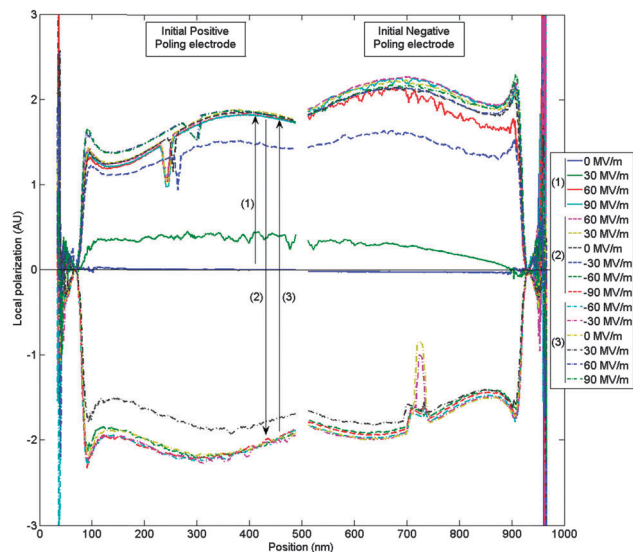 Initial Positive
Poling electrode
Initial Negative
Poling electrode
3
2
1
0
-1
-2
-3
Local polarization (AU)
(1)
(2)
(3)
0
100
200
300
400
500
600
700
800
900
1000
Position (nm)
(1)
(2)
(3)
0 MV/m
30 MV/m
60 MV/m
90 MV/m
60 MV/m
30 MV/m
0 MV/m
-30 MV/m
-60 MV/m
-90 MV/m
-60 MV/m
-30 MV/m
0 MV/m
30 MV/m
60 MV/m
90 MV/m